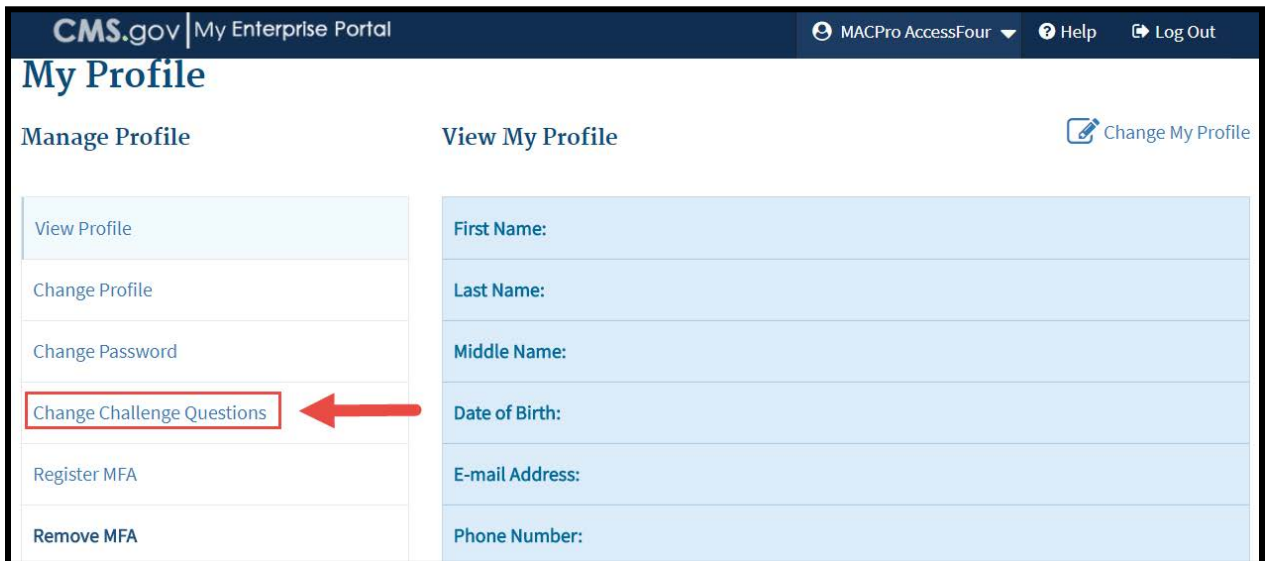 CMS.gov My Enterprise Portal
MACPro AccessFour
Help
Log Out
My Profile
Manage Profile
View My Profile
Change My Profile
View Profile
Change Profile
Change Password
Change Challenge Questions
Register MFA
Remove MFA
First Name:
Last Name:
Middle Name:
Date of Birth:
E-mail Address:
Phone Number: